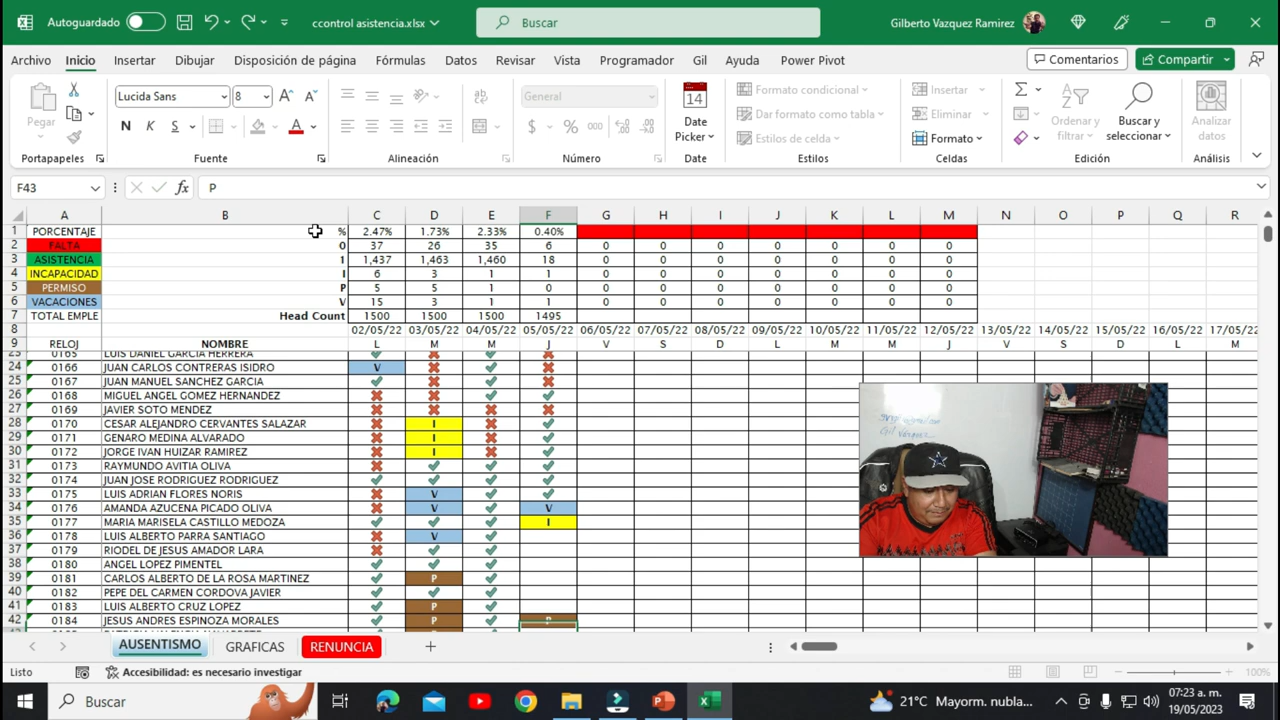 Autoguardado
ccontrol asistencia.xlsx
Buscar
Gilberto Vazquez Ramirez
Archivo Inicio Insertar Dibujar Disposición de página Fórmulas Datos Revisar Vista Programador Gil Ayuda Power Pivot
Comentarios Compartir
Pegar Lucida Sans 8 General Date Picker Formato condicional Dar formato como tabla Estilos de celda Insertar Eliminar Formato Ordenar y filtrar Buscar y seleccionar Analizar datos
Portapapeles Fuente Alineación Número Date Estilos Celdas Edición Análisis
F43 fx P
A B C D E F G H I J K L M N O P Q R
1 PORCENTAJE % 2.47% 1.73% 2.33% 0.40%
2 FALTA 0 37 26 35 6 0 0 0 0 0 0 0
3 ASISTENCIA 1 1,437 1,463 1,460 18 0 0 0 0 0 0 0
4 INCAPACIDAD I 6 3 1 1 0 0 0 0 0 0 0
5 PERMISO P 5 5 1 0 0 0 0 0 0 0 0
6 VACACIONES V 15 3 1 1 0 0 0 0 0 0 0
7 TOTAL EMPLE Head Count 1500 1500 1500 1495
8 02/05/22 03/05/22 04/05/22 05/05/22 06/05/22 07/05/22 08/05/22 09/05/22 10/05/22 11/05/22 12/05/22 13/05/22 14/05/22 15/05/22 16/05/22 17/05/22
9 RELOJ NOMBRE L M M J V S D L M M J V S D L M
23 0165 LUIS DANIEL GARCIA HERRERA
24 0166 JUAN CARLOS CONTRERAS ISIDRO V
25 0167 JUAN MANUEL SANCHEZ GARCIA
26 0168 MIGUEL ANGEL GOMEZ HERNANDEZ
27 0169 JAVIER SOTO MENDEZ
28 0170 CESAR ALEJANDRO CERVANTES SALAZAR I
29 0171 GENARO MEDINA ALVARADO I
30 0172 JORGE IVAN HUIZAR RAMIREZ I
31 0173 RAYMUNDO AVITIA OLIVA
32 0174 JUAN JOSE RODRIGUEZ RODRIGUEZ
33 0175 LUIS ADRIAN FLORES NORIS V
34 0176 AMANDA AZUCENA PICADO OLIVA V V
35 0177 MARIA MARISELA CASTILLO MEDOZA I
36 0178 LUIS ALBERTO PARRA SANTIAGO V
37 0179 RIODEL DE JESUS AMADOR LARA
38 0180 ANGEL LOPEZ PIMENTEL
39 0181 CARLOS ALBERTO DE LA ROSA MARTINEZ P
40 0182 PEPE DEL CARMEN CORDOVA JAVIER
41 0183 LUIS ALBERTO CRUZ LOPEZ P
42 0184 JESUS ANDRES ESPINOZA MORALES P P
AUSENTISMO GRAFICAS RENUNCIA
Listo Accesibilidad: es necesario investigar 100%
Buscar 21°C Mayorm. nubla... 07:23 a. m.
19/05/2023